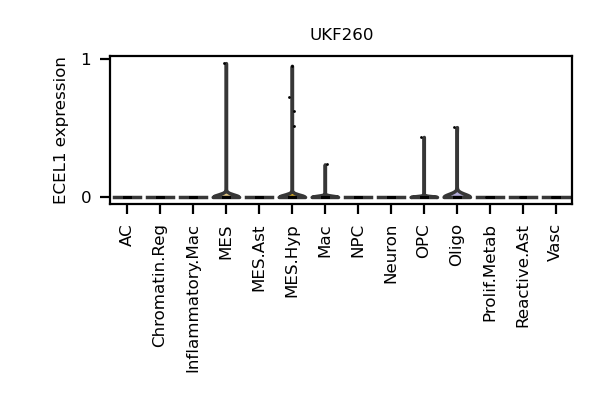 UKF260
ECEL1 expression
1
0
AC
Chromatin.Reg
Inflammatory.Mac
MES
MES.Ast
MES.Hyp
Mac
NPC
Neuron
OPC
Oligo
Prolif.Metab
Reactive.Ast
Vasc